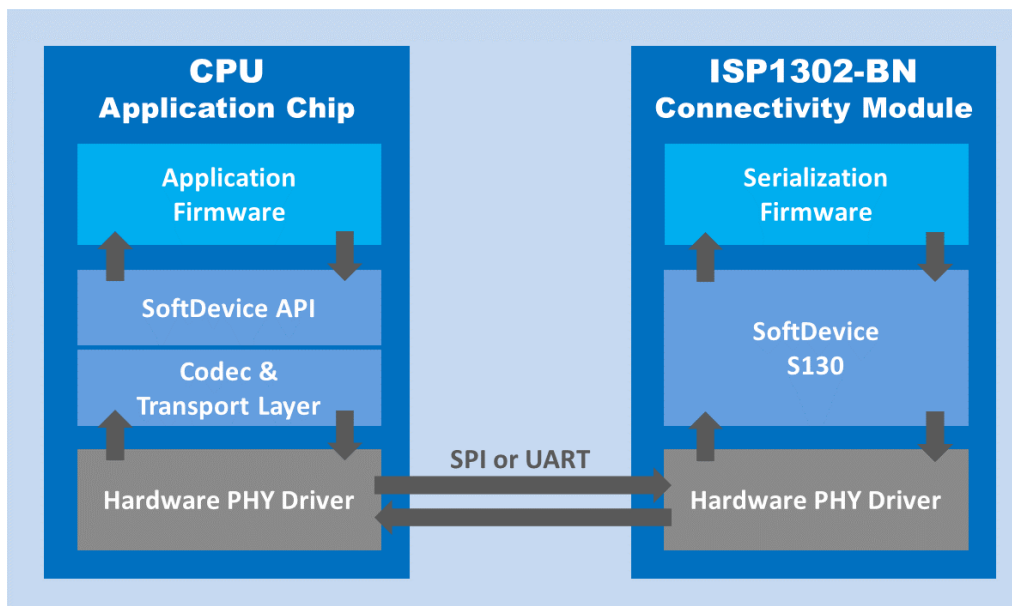 CPU
Application Chip
Application
Firmware
SoftDevice API
Codec &
Transport Layer
Hardware PHY Driver
SPI or UART
ISP1302-BN
Connectivity Module
Serialization
Firmware
SoftDevice
S130
Hardware PHY Driver